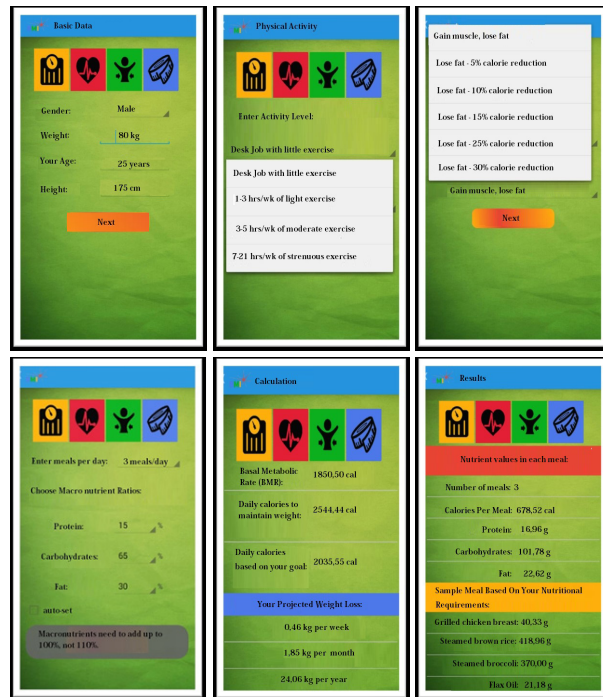 Basic Data
Gender: Male
Weight: 80 kg
Your Age: 25 years
Height: 175 cm
Next
Physical Activity
Enter Activity Level:
Desk Job with little exercise
Desk Job with little exercise
1-3 hrs/wk of light exercise
3-5 hrs/wk of moderate exercise
7-21 hrs/wk of strenuous exercise
Gain muscle, lose fat
Lose fat - 5% calorie reduction
Lose fat - 10% calorie reduction
Lose fat - 15% calorie reduction
Lose fat - 25% calorie reduction
Lose fat - 30% calorie reduction
Gain muscle, lose fat
Next
Enter meals per day: 3 meals/day
Choose Macro nutrient Ratios:
Protein: 15 %
Carbohydrates: 65 %
Fat: 30 %
auto-set
Macronutrients need to add up to
100%, not 110%.
Calculation
Basal Metabolic
Rate (BMR): 1850,50 cal
Daily calories to
maintain weight: 2544,44 cal
Daily calories
based on your goal: 2035,55 cal
Your Projected Weight Loss:
0,46 kg per week
1,85 kg per month
24,06 kg per year
Results
Nutrient values in each meal:
Number of meals: 3
Calories Per Meal: 678,52 cal
Protein: 16,96 g
Carbohydrates: 101,78 g
Fat: 22,62 g
Sample Meal Based On Your Nutritional
Requirements:
Grilled chicken breast: 40,33 g
Steamed brown rice: 418,96 g
Steamed broccoli: 370,00 g
Flax Oil: 21,18 g